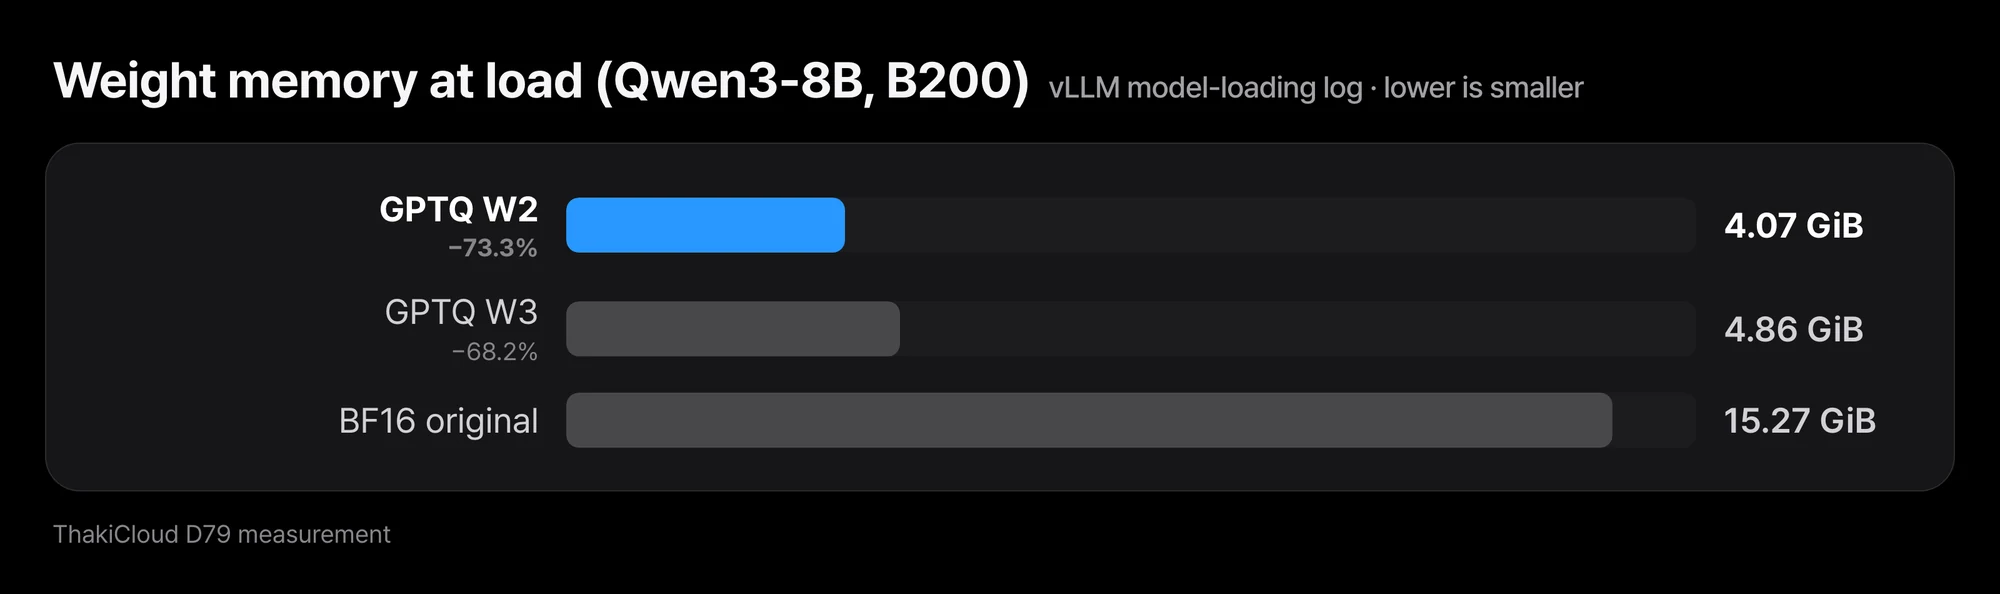 Weight memory at load (Qwen3-8B, B200) vLLM model-loading log · lower is smaller
GPTQ W2
−73.3%
4.07 GiB
GPTQ W3
−68.2%
4.86 GiB
BF16 original
15.27 GiB
ThakiCloud D79 measurement